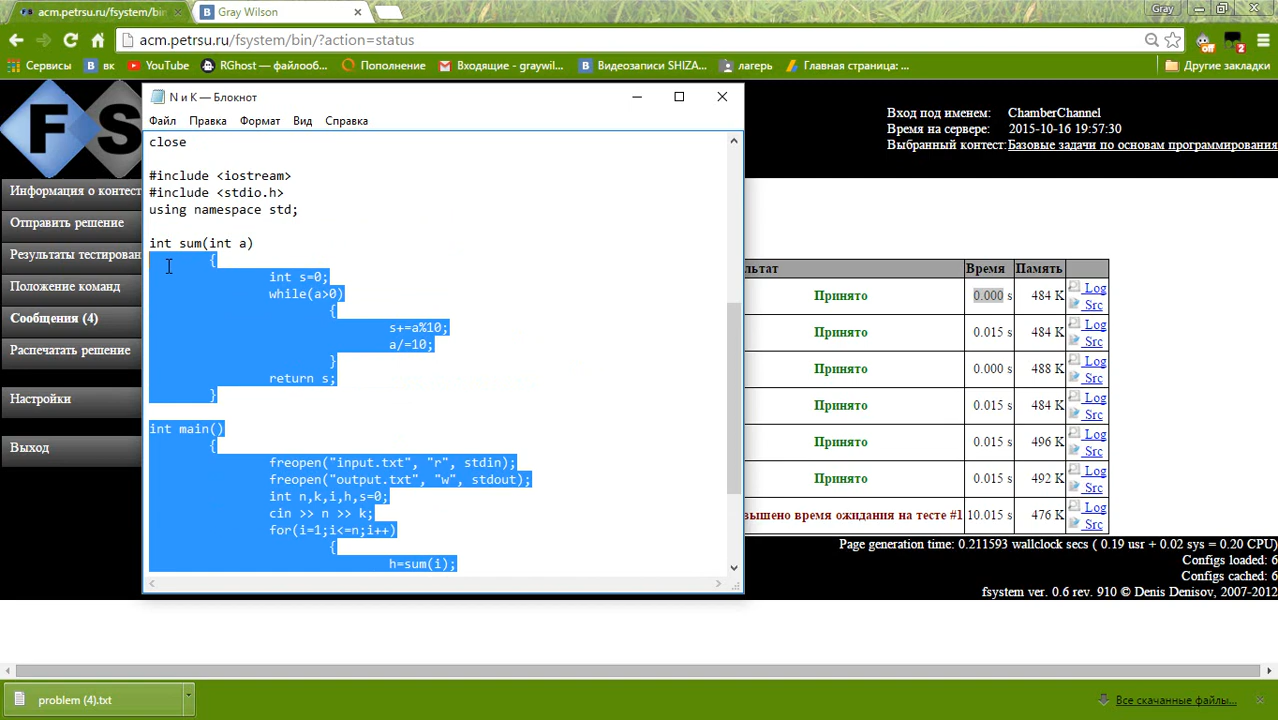 acm.petrsu.ru/fsystem/bin/
Gray Wilson
Gray
acm.petrsu.ru/fsystem/bin/?action=status
Сервисы
вк
YouTube
RGhost — файлооб...
Пополнение
Входящие - graywil...
Видеозаписи SHIZA...
лагерь
Главная страница: ...
Другие закладки
off
2
FS
Вход под именем: ChamberChannel
Время на сервере: 2015-10-16 19:57:30
Выбранный контест: Базовые задачи по основам программирования
Информация о контест
Отправить решение
Результаты тестирован
Положение команд
Сообщения (4)
Распечатать решение
Настройки
Выход
N и K — Блокнот
Файл Правка Формат Вид Справка
close
#include <iostream>
#include <stdio.h>
using namespace std;
int sum(int a)
{
int s=0;
while(a>0)
{
s+=a%10;
a/=10;
}
return s;
}
int main()
{
freopen("input.txt", "r", stdin);
freopen("output.txt", "w", stdout);
int n,k,i,h,s=0;
cin >> n >> k;
for(i=1;i<=n;i++)
{
h=sum(i);
ультат Время Память
Принято 0.000 s 484 K Log
Src
Принято 0.015 s 484 K Log
Src
Принято 0.000 s 488 K Log
Src
Принято 0.015 s 484 K Log
Src
Принято 0.015 s 496 K Log
Src
Принято 0.015 s 492 K Log
Src
вышено время ожидания на тесте #1 10.015 s 476 K Log
Src
Page generation time: 0.211593 wallclock secs ( 0.19 usr + 0.02 sys = 0.20 CPU)
Configs loaded: 6
Configs cached: 6
fsystem ver. 0.6 rev. 910 © Denis Denisov, 2007-2012
problem (4).txt
Все скачанные файлы...